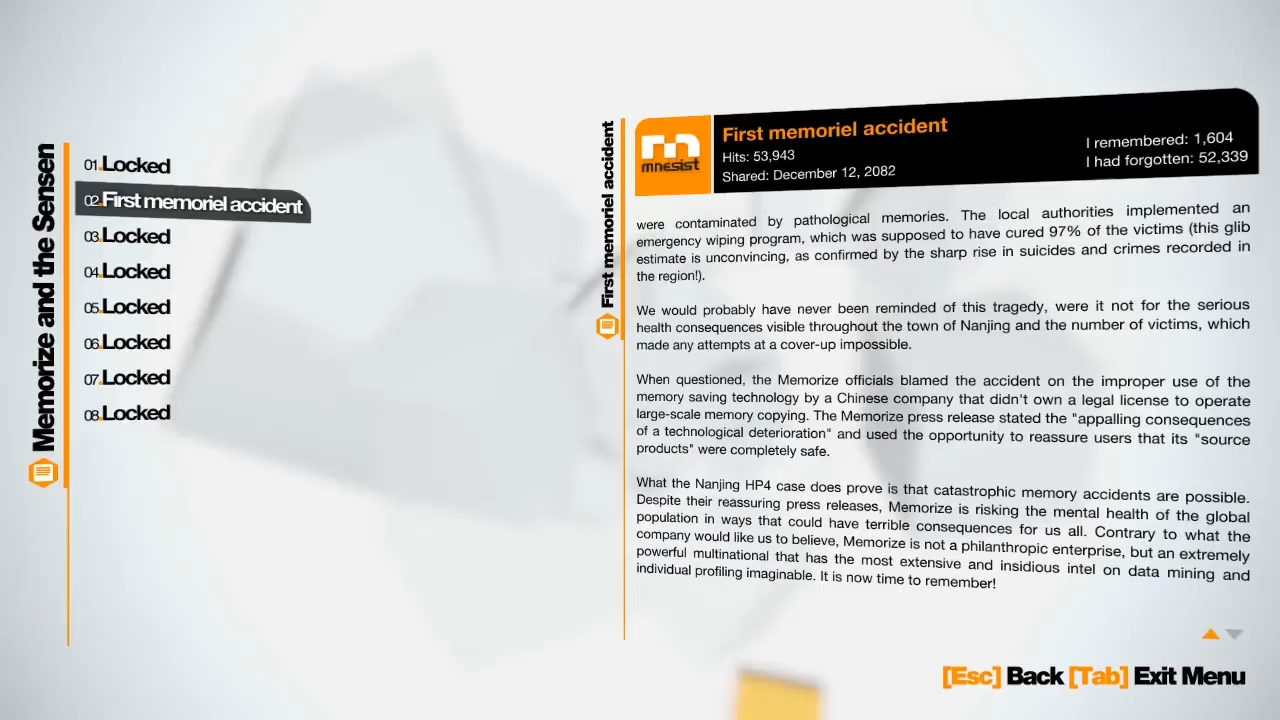 Memorize and the Sensen
01.Locked
02.First memoriel accident
03.Locked
04.Locked
05.Locked
06.Locked
07.Locked
08.Locked
First memoriel accident
mnesist
First memoriel accident
Hits: 53,943
Shared: December 12, 2082
I remembered: 1,604
I had forgotten: 52,339
were contaminated by pathological memories. The local authorities implemented an
emergency wiping program, which was supposed to have cured 97% of the victims (this glib
estimate is unconvincing, as confirmed by the sharp rise in suicides and crimes recorded in
the region!).
We would probably have never been reminded of this tragedy, were it not for the serious
health consequences visible throughout the town of Nanjing and the number of victims, which
made any attempts at a cover-up impossible.
When questioned, the Memorize officials blamed the accident on the improper use of the
memory saving technology by a Chinese company that didn't own a legal license to operate
large-scale memory copying. The Memorize press release stated the "appalling consequences
of a technological deterioration" and used the opportunity to reassure users that its "source
products" were completely safe.
What the Nanjing HP4 case does prove is that catastrophic memory accidents are possible.
Despite their reassuring press releases, Memorize is risking the mental health of the global
population in ways that could have terrible consequences for us all. Contrary to what the
company would like us to believe, Memorize is not a philanthropic enterprise, but an extremely
powerful multinational that has the most extensive and insidious intel on data mining and
individual profiling imaginable. It is now time to remember!
[Esc] Back [Tab] Exit Menu